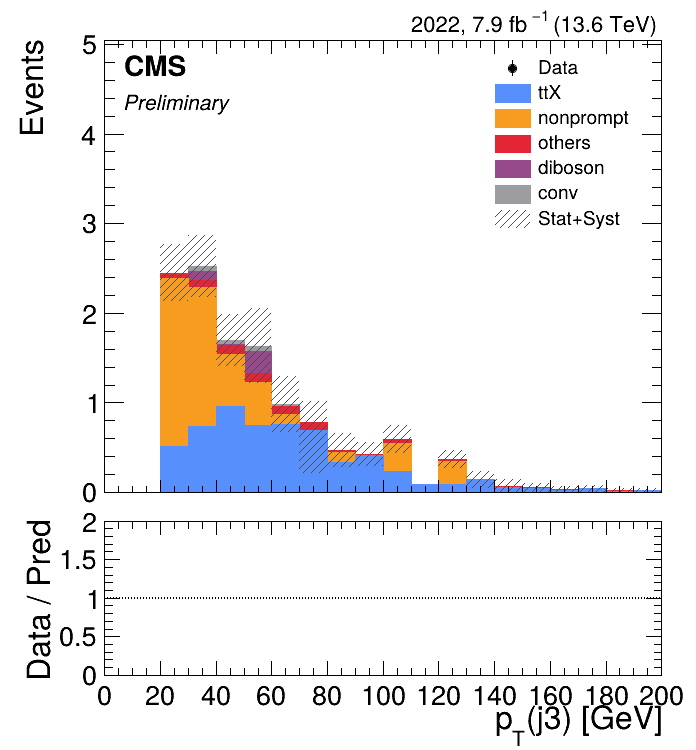 2022, 7.9 fb⁻¹ (13.6 TeV)
Events
CMS
Preliminary
Data
ttX
nonprompt
others
diboson
conv
Stat+Syst
5
4
3
2
1
0
Data / Pred
2
1.5
1
0.5
0
0 20 40 60 80 100 120 140 160 180 200
p_T(j3) [GeV]